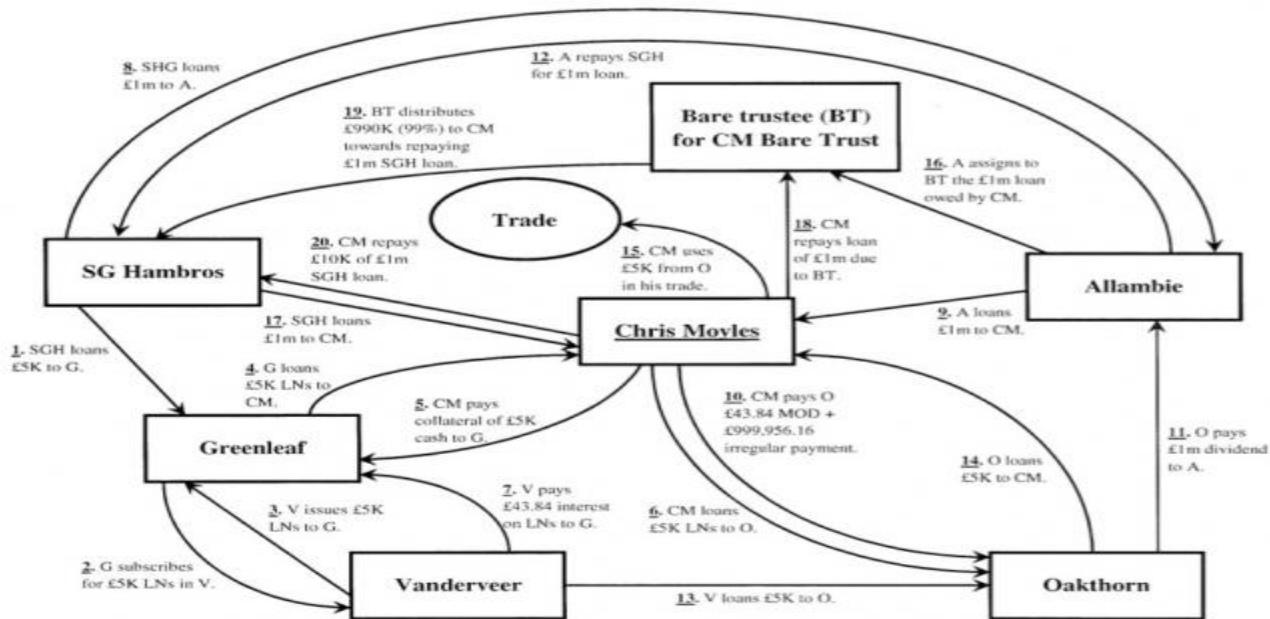 8. SHG loans
£1m to A.
12. A repays SGH
for £1m loan.
19. BT distributes
£990K (99%) to CM
towards repaying
£1m SGH loan.
Bare trustee (BT)
for CM Bare Trust
16. A assigns to
BT the £1m loan
owed by CM.
Trade
18. CM
repays loan
of £1m due
to BT.
SG Hambros
20. CM repays
£10K of £1m
SGH loan.
15. CM uses
£5K from O
in his trade.
Allambie
17. SGH loans
£1m to CM.
Chris Moyles
9. A loans
£1m to CM.
1. SGH loans
£5K to G.
4. G loans
£5K LNs to
CM.
5. CM pays
collateral of £5K
cash to G.
10. CM pays O
£43.84 MOD +
£999,956.16
irregular payment.
11. O pays
£1m dividend
to A.
Greenleaf
14. O loans
£5K to CM.
3. V issues £5K
LNs to G.
7. V pays
£43.84 interest
on LNs to G.
6. CM loans
£5K LNs to O.
2. G subscribes
for £5K LNs in V.
Vanderveer
Oakthorn
13. V loans £5K to O.